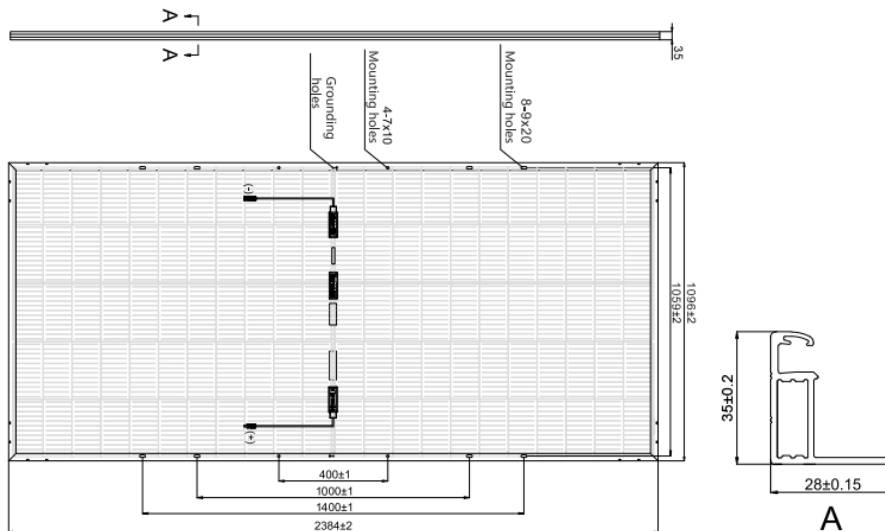 A
A
35
Grounding
holes
4-7x10
Mounting holes
8-9x20
Mounting holes
(-)
(+)
1059±2
1096±2
400±1
1000±1
1400±1
2384±2
35±0.2
28±0.15
A